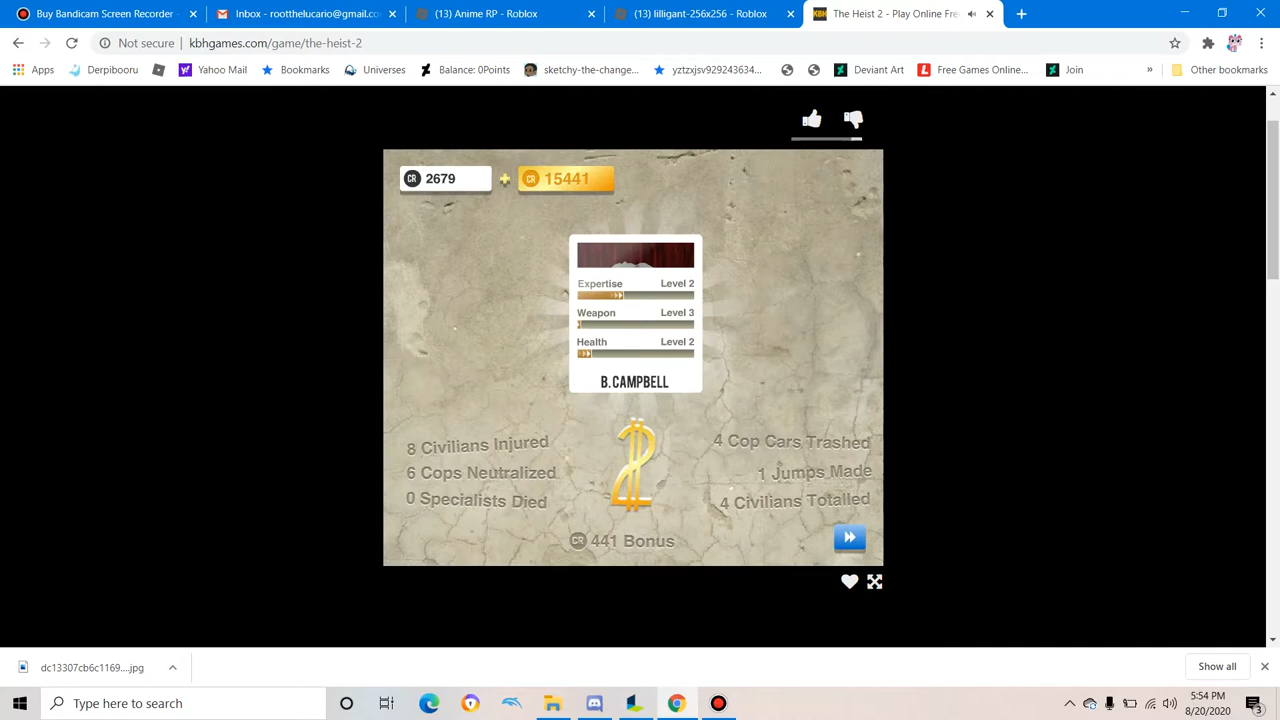 Buy Bandicam Screen Recorder -
Inbox - rootthelucario@gmail.co
(13) Anime RP - Roblox
(13) lilligant-256x256 - Roblox
KBH
The Heist 2 - Play Online Fre
Not secure | kbhgames.com/game/the-heist-2
Apps
Derpibooru
Yahoo Mail
Bookmarks
Universes
Balance: 0Points
sketchy-the-change...
yztzxjsv929243634...
Deviant Art
Free Games Online...
Join
»
Other bookmarks
CR 2679 + CR 15441
Expertise Level 2
Weapon Level 3
Health Level 2
B. CAMPBELL
8 Civilians Injured
6 Cops Neutralized
0 Specialists Died
2
4 Cop Cars Trashed
1 Jumps Made
4 Civilians Totalled
CR 441 Bonus
dc13307cb6c1169....jpg
Show all
Type here to search
5:54 PM
8/20/2020
3